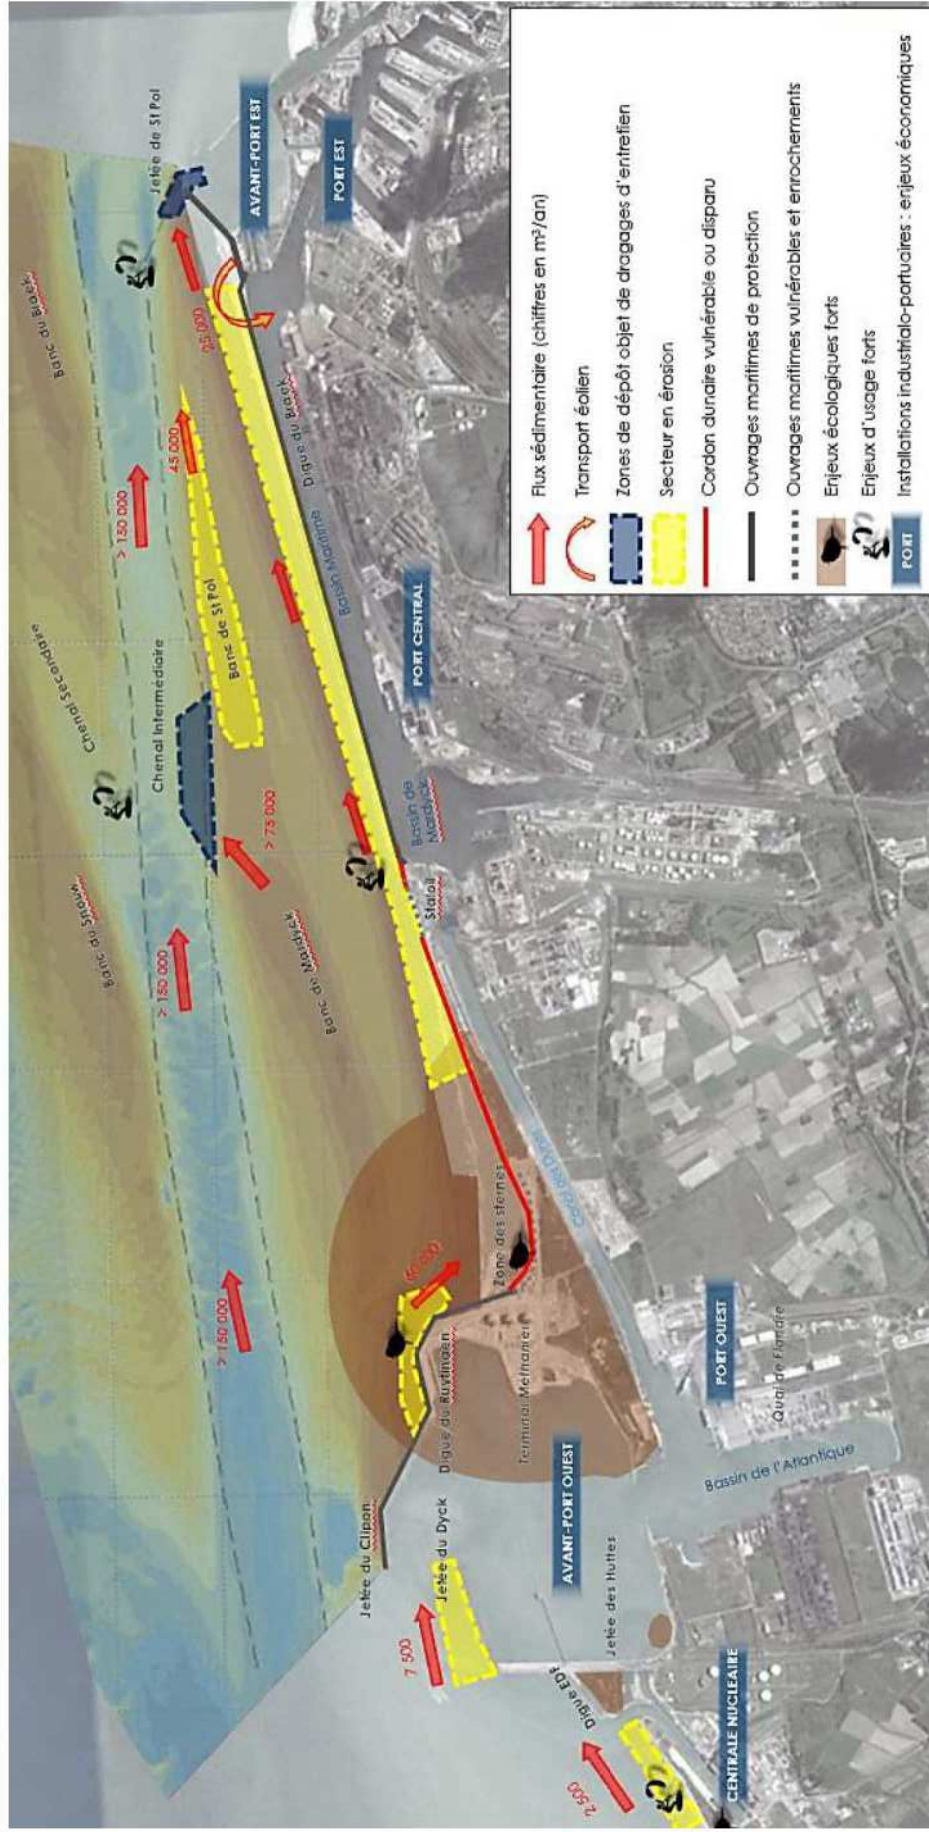 Banc du Braek
Jetée de St Pol
AVANT-PORT EST
PORT EST
25 000
45 000
> 150 000
Chenal Secondaire
Chenal Intermédiaire
Banc de St Pol
Digue du Braek
Bassin Maritime
PORT CENTRAL
Bassin de
Mardyck
Statoil
> 75 000
Banc du Snouw
> 150 000
Banc de Mardyck
> 150 000
60 000
Zone des sternes
Canal des Dunes
Digue du Ruytingen
Terminal Méthanier
Jetée du Clipon
Jetée du Dyck
7 500
AVANT-PORT OUEST
PORT OUEST
Quai de Flandre
Bassin de l'Atlantique
Jetée des Huttes
Digue EDF
2 500
CENTRALE NUCLEAIRE
Flux sédimentaire (chiffres en m³/an)
Transport éolien
Zones de dépôt objet de dragages d'entretien
Secteur en érosion
Cordon dunaire vulnérable ou disparu
Ouvrages maritimes de protection
Ouvrages maritimes vulnérables et enrochements
Enjeux écologiques forts
Enjeux d'usage forts
PORT
Installations industrialo-portuaires : enjeux économiques